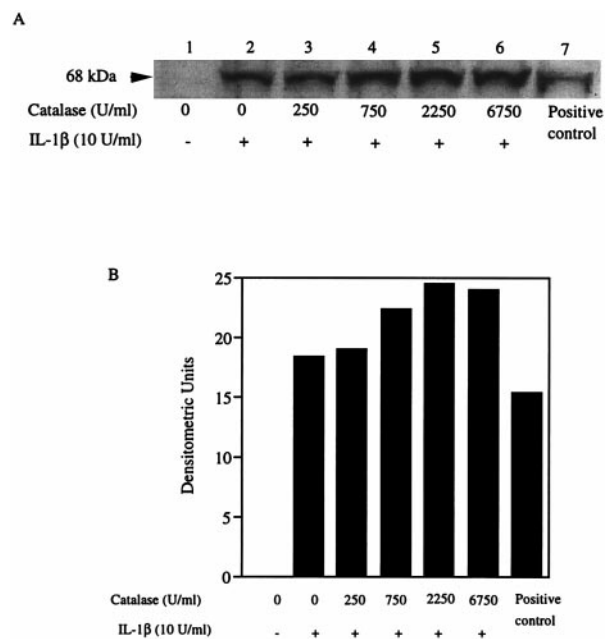 A
1 2 3 4 5 6 7
68 kDa
Catalase (U/ml) 0 0 250 750 2250 6750 Positive
control
IL-1β (10 U/ml) - + + + + +
B
25
20
15
10
5
0
Densitometric Units
Catalase (U/ml) 0 0 250 750 2250 6750 Positive
control
IL-1β (10 U/ml) - + + + + +